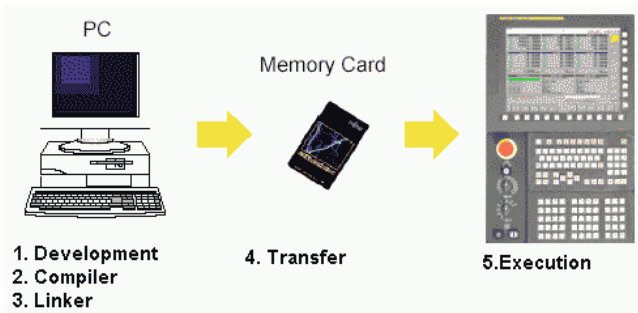 PC
Memory Card
1. Development
2. Compiler
3. Linker
4. Transfer
5.Execution